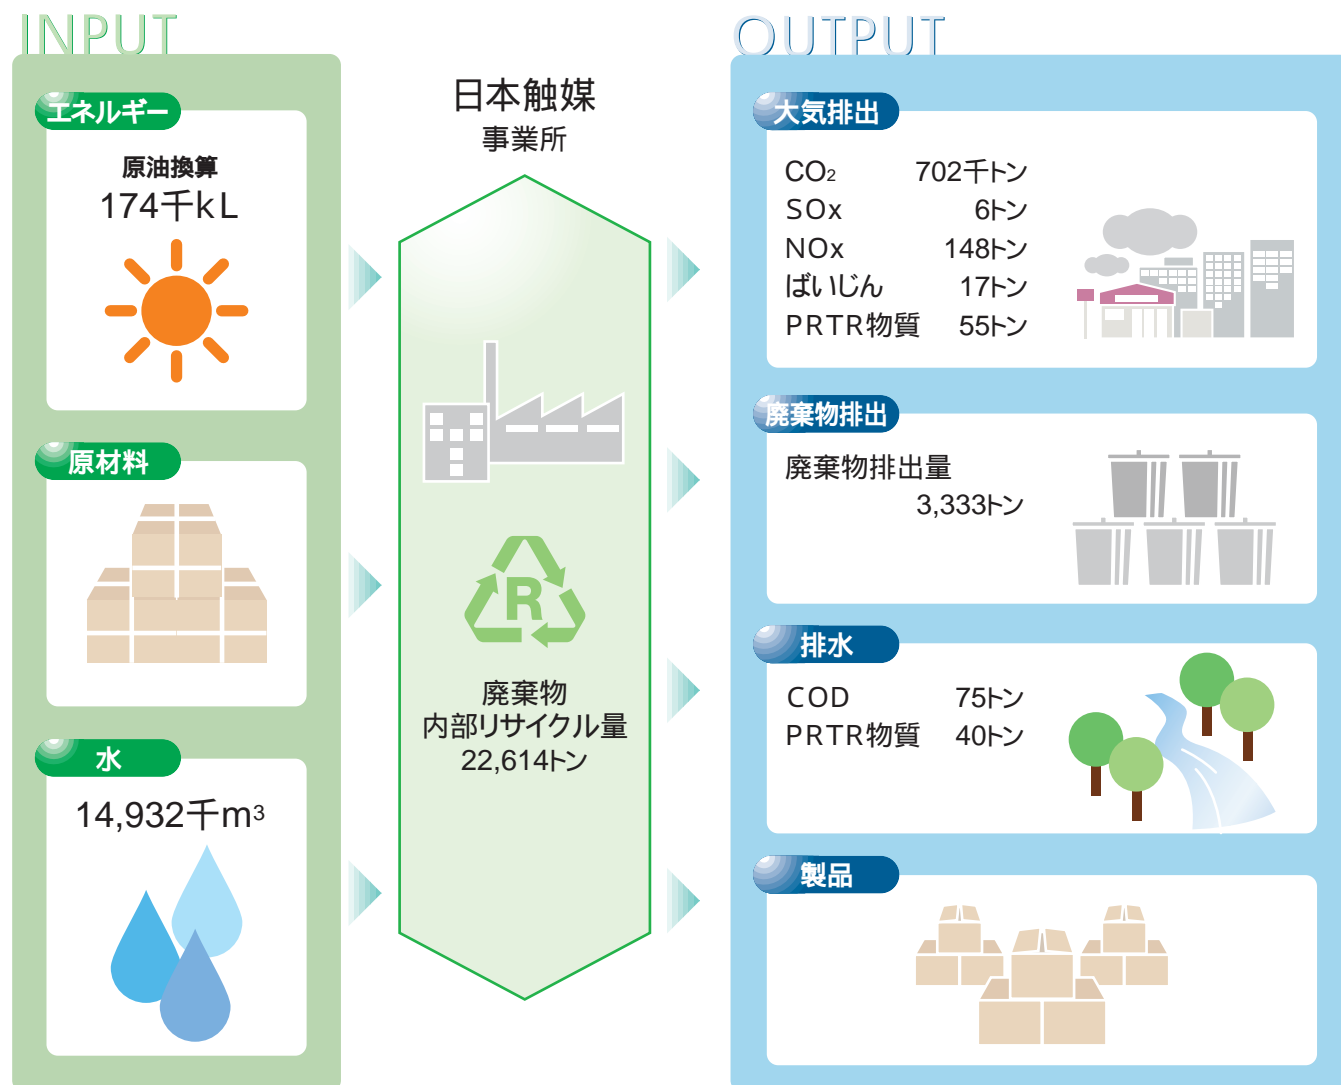 INPUT
エネルギー
原油換算
174千kL
原材料
水
14,932千m³
日本触媒
事業所
R
廃棄物
内部リサイクル量
22,614トン
OUTPUT
大気排出
CO₂ 702千トン
SOx 6トン
NOx 148トン
ばいじん 17トン
PRTR物質 55トン
廃棄物排出
廃棄物排出量
3,333トン
排水
COD 75トン
PRTR物質 40トン
製品